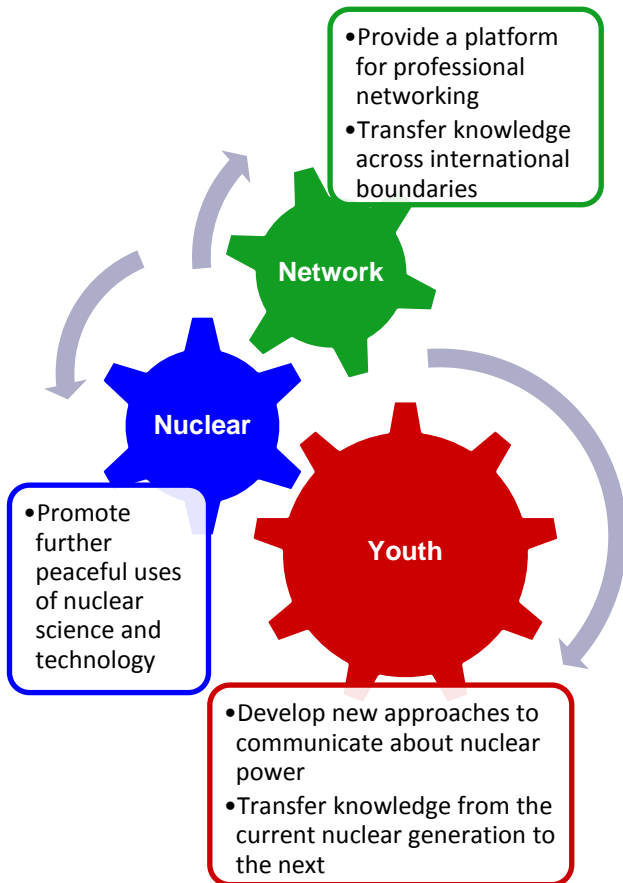 •Provide a platform
for professional
networking
•Transfer knowledge
across international
boundaries
Network
Nuclear
•Promote
further
peaceful uses
of nuclear
science and
technology
Youth
•Develop new approaches to
communicate about nuclear
power
•Transfer knowledge from the
current nuclear generation to
the next